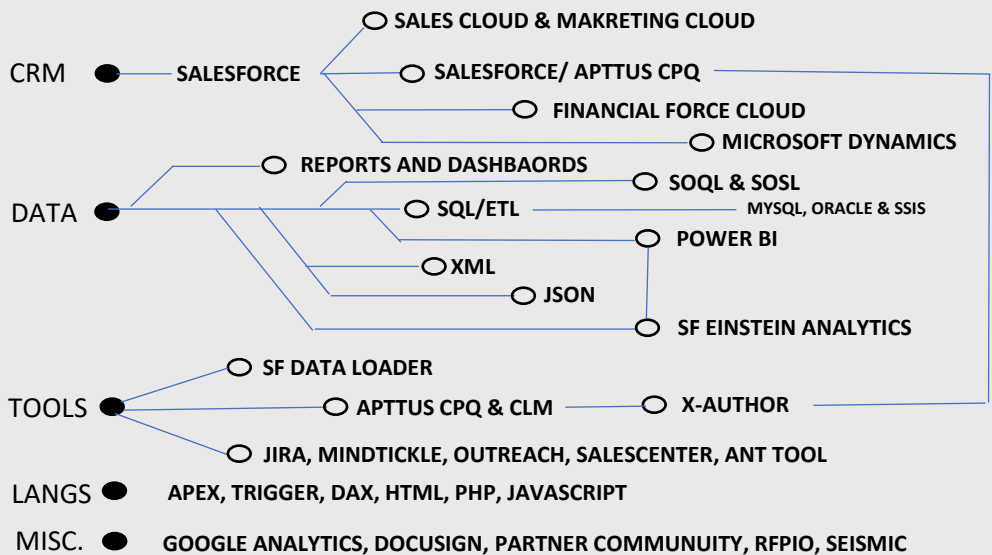 SALES CLOUD & MAKRETING CLOUD
CRM
SALESFORCE
SALESFORCE/ APTTUS CPQ
FINANCIAL FORCE CLOUD
MICROSOFT DYNAMICS
REPORTS AND DASHBAORDS
SOQL & SOSL
DATA
SQL/ETL
MYSQL, ORACLE & SSIS
POWER BI
XML
JSON
SF EINSTEIN ANALYTICS
SF DATA LOADER
TOOLS
APTTUS CPQ & CLM
X-AUTHOR
JIRA, MINDTICKLE, OUTREACH, SALESCENTER, ANT TOOL
LANGS
APEX, TRIGGER, DAX, HTML, PHP, JAVASCRIPT
MISC.
GOOGLE ANALYTICS, DOCUSIGN, PARTNER COMMUNUITY, RFPIO, SEISMIC